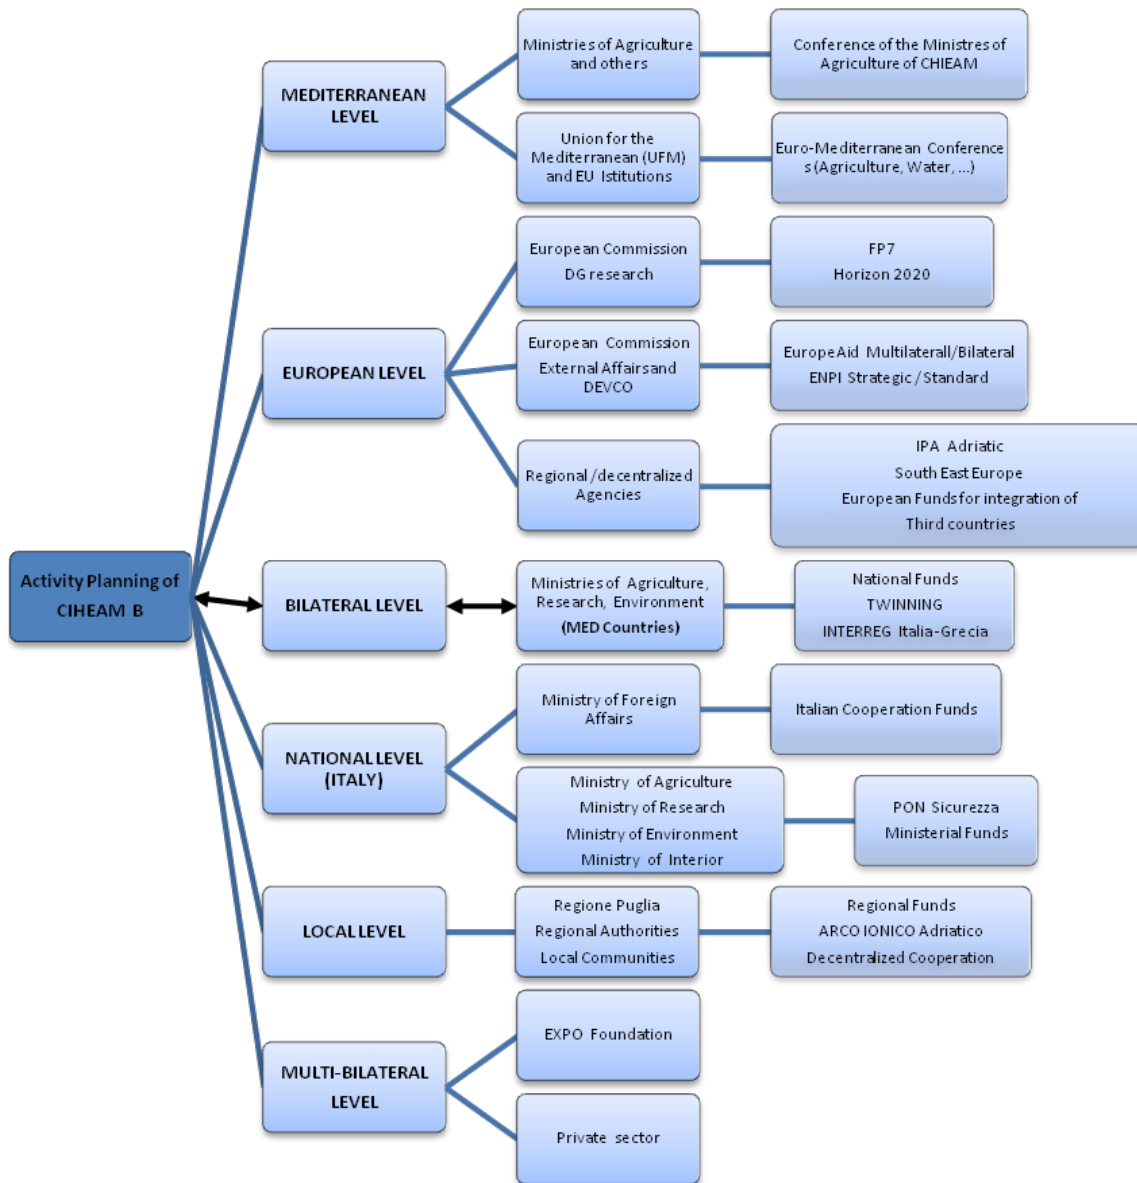 Activity Planning of
CIHEAM B
MEDITERRANEAN
LEVEL
Ministries of Agriculture
and others
Conference of the Ministres of
Agriculture of CHIEAM
Union for the
Mediterranean (UFM)
and EU Istitutions
Euro-Mediterranean Conference
s (Agriculture, Water, ...)
EUROPEAN LEVEL
European Commission
DG research
FP7
Horizon 2020
European Commission
External Affairs and
DEVCO
EuropeAid Multilaterall/Bilateral
ENPI Strategic / Standard
Regional /decentralized
Agencies
IPA Adriatic
South East Europe
European Funds for integration of
Third countries
BILATERAL LEVEL
Ministries of Agriculture,
Research, Environment
(MED Countries)
National Funds
TWINNING
INTERREG Italia-Grecia
NATIONAL LEVEL
(ITALY)
Ministry of Foreign
Affairs
Italian Cooperation Funds
Ministry of Agriculture
Ministry of Research
Ministry of Environment
Ministry of Interior
PON Sicurezza
Ministerial Funds
LOCAL LEVEL
Regione Puglia
Regional Authorities
Local Communities
Regional Funds
ARCO IONICO Adriatico
Decentralized Cooperation
MULTI-BILATERAL
LEVEL
EXPO Foundation
Private sector